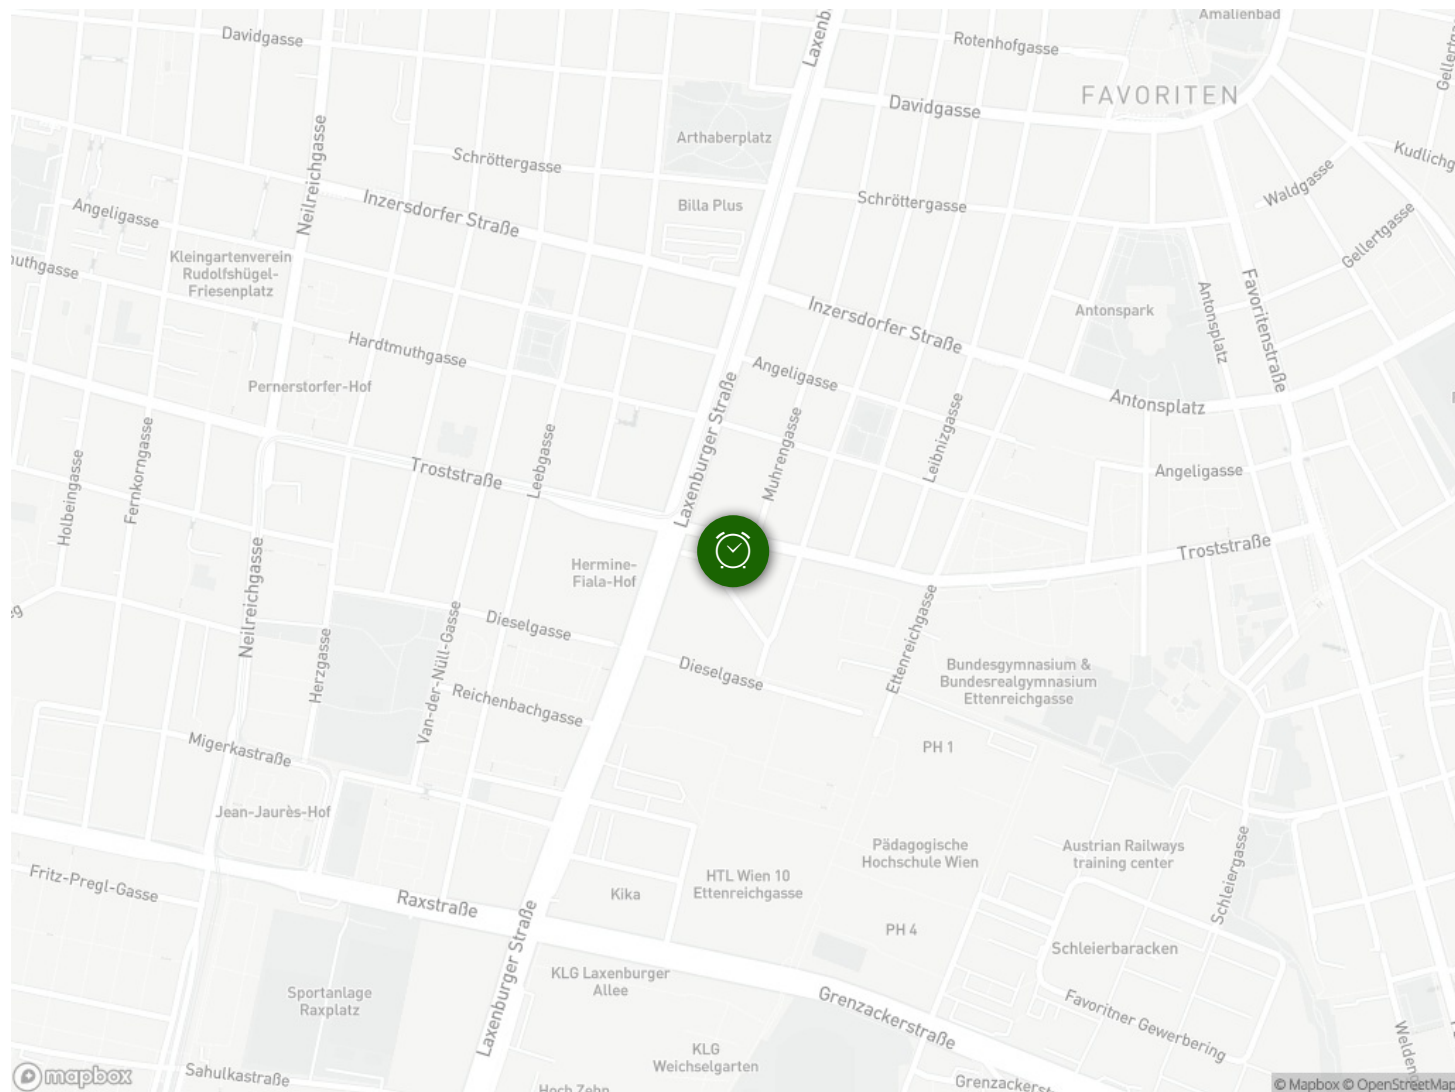 Amalienbad
Davidgasse
Rotenhofgasse
FAVORITEN
Davidgasse
Neilreichgasse
Arthaberplatz
Schröttergasse
Waldgasse
Inzersdorfer Straße
Schröttergasse
Billa Plus
Angeligasse
Gellertgasse
Kleingartenverein
Rudolfshügel-
Friesenplatz
Antonspark
Antonsplatz
Favoritenstraße
Inzersdorfer Straße
Hardtmuthgasse
Angeligasse
Pernerstorfer-Hof
Antonsplatz
Laxenburger Straße
Muhrengasse
Leibnizgasse
Holbeingasse
Fernkorngasse
Troststraße
Leebgasse
Angeligasse
Troststraße
Neilreichgasse
Hermine-
Fiala-Hof
Dieselgasse
Herzgasse
Van-der-Nüll-Gasse
Ettenreichgasse
Dieselgasse
Bundesgymnasium &
Bundesrealgymnasium
Ettenreichgasse
Reichenbachgasse
Migerkastraße
PH 1
Jean-Jaurès-Hof
Pädagogische
Hochschule Wien
Austrian Railways
training center
Schleiergasse
Fritz-Pregl-Gasse
HTL Wien 10
Ettenreichgasse
Kika
Raxstraße
PH 4
Schleierbaracken
Laxenburger Straße
KLG Laxenburger
Allee
Sportanlage
Raxplatz
Grenzackerstraße
Favoritner Gewerbering
KLG
Weichselgarten
Sahulkastraße
mapbox
© Mapbox © OpenStreetMap